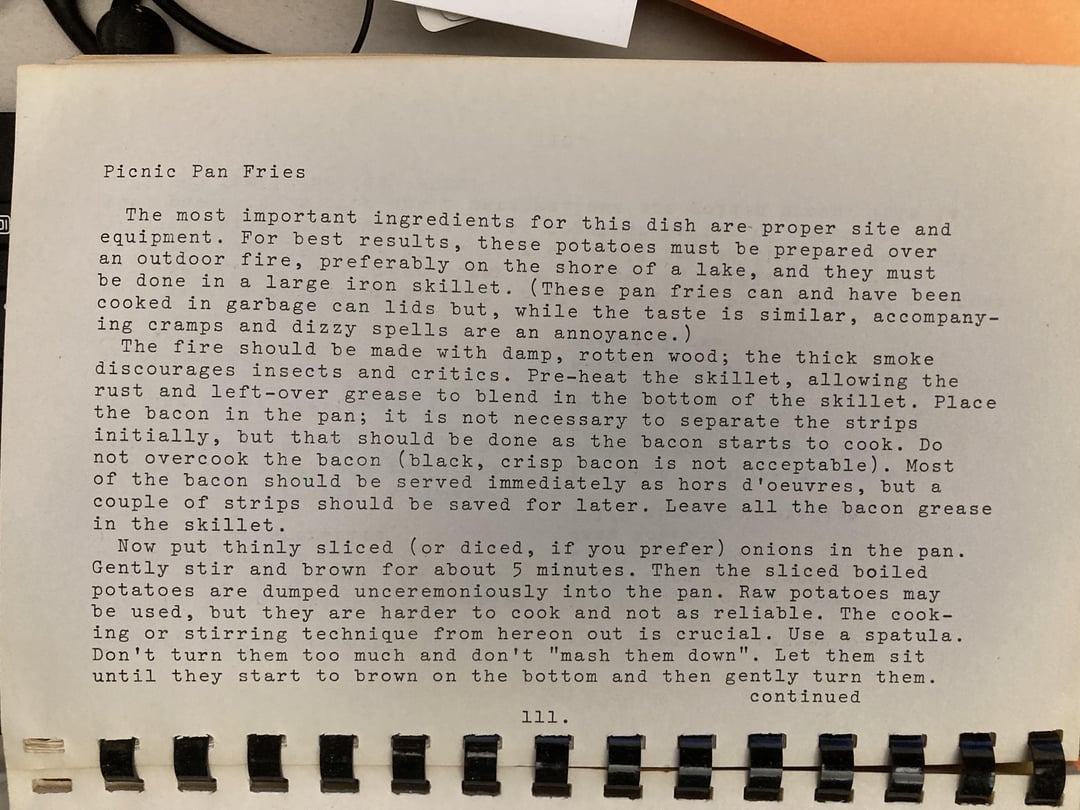 Picnic Pan Fries
The most important ingredients for this dish are proper site and
equipment. For best results, these potatoes must be prepared over
an outdoor fire, preferably on the shore of a lake, and they must
be done in a large iron skillet. (These pan fries can and have been
cooked in garbage can lids but, while the taste is similar, accompany-
ing cramps and dizzy spells are an annoyance.)
The fire should be made with damp, rotten wood; the thick smoke
discourages insects and critics. Pre-heat the skillet, allowing the
rust and left-over grease to blend in the bottom of the skillet. Place
the bacon in the pan; it is not necessary to separate the strips
initially, but that should be done as the bacon starts to cook. Do
not overcook the bacon (black, crisp bacon is not acceptable). Most
of the bacon should be served immediately as hors d'oeuvres, but a
couple of strips should be saved for later. Leave all the bacon grease
in the skillet.
Now put thinly sliced (or diced, if you prefer) onions in the pan.
Gently stir and brown for about 5 minutes. Then the sliced boiled
potatoes are dumped unceremoniously into the pan. Raw potatoes may
be used, but they are harder to cook and not as reliable. The cook-
ing or stirring technique from hereon out is crucial. Use a spatula.
Don't turn them too much and don't "mash them down". Let them sit
until they start to brown on the bottom and then gently turn them.
continued
111.